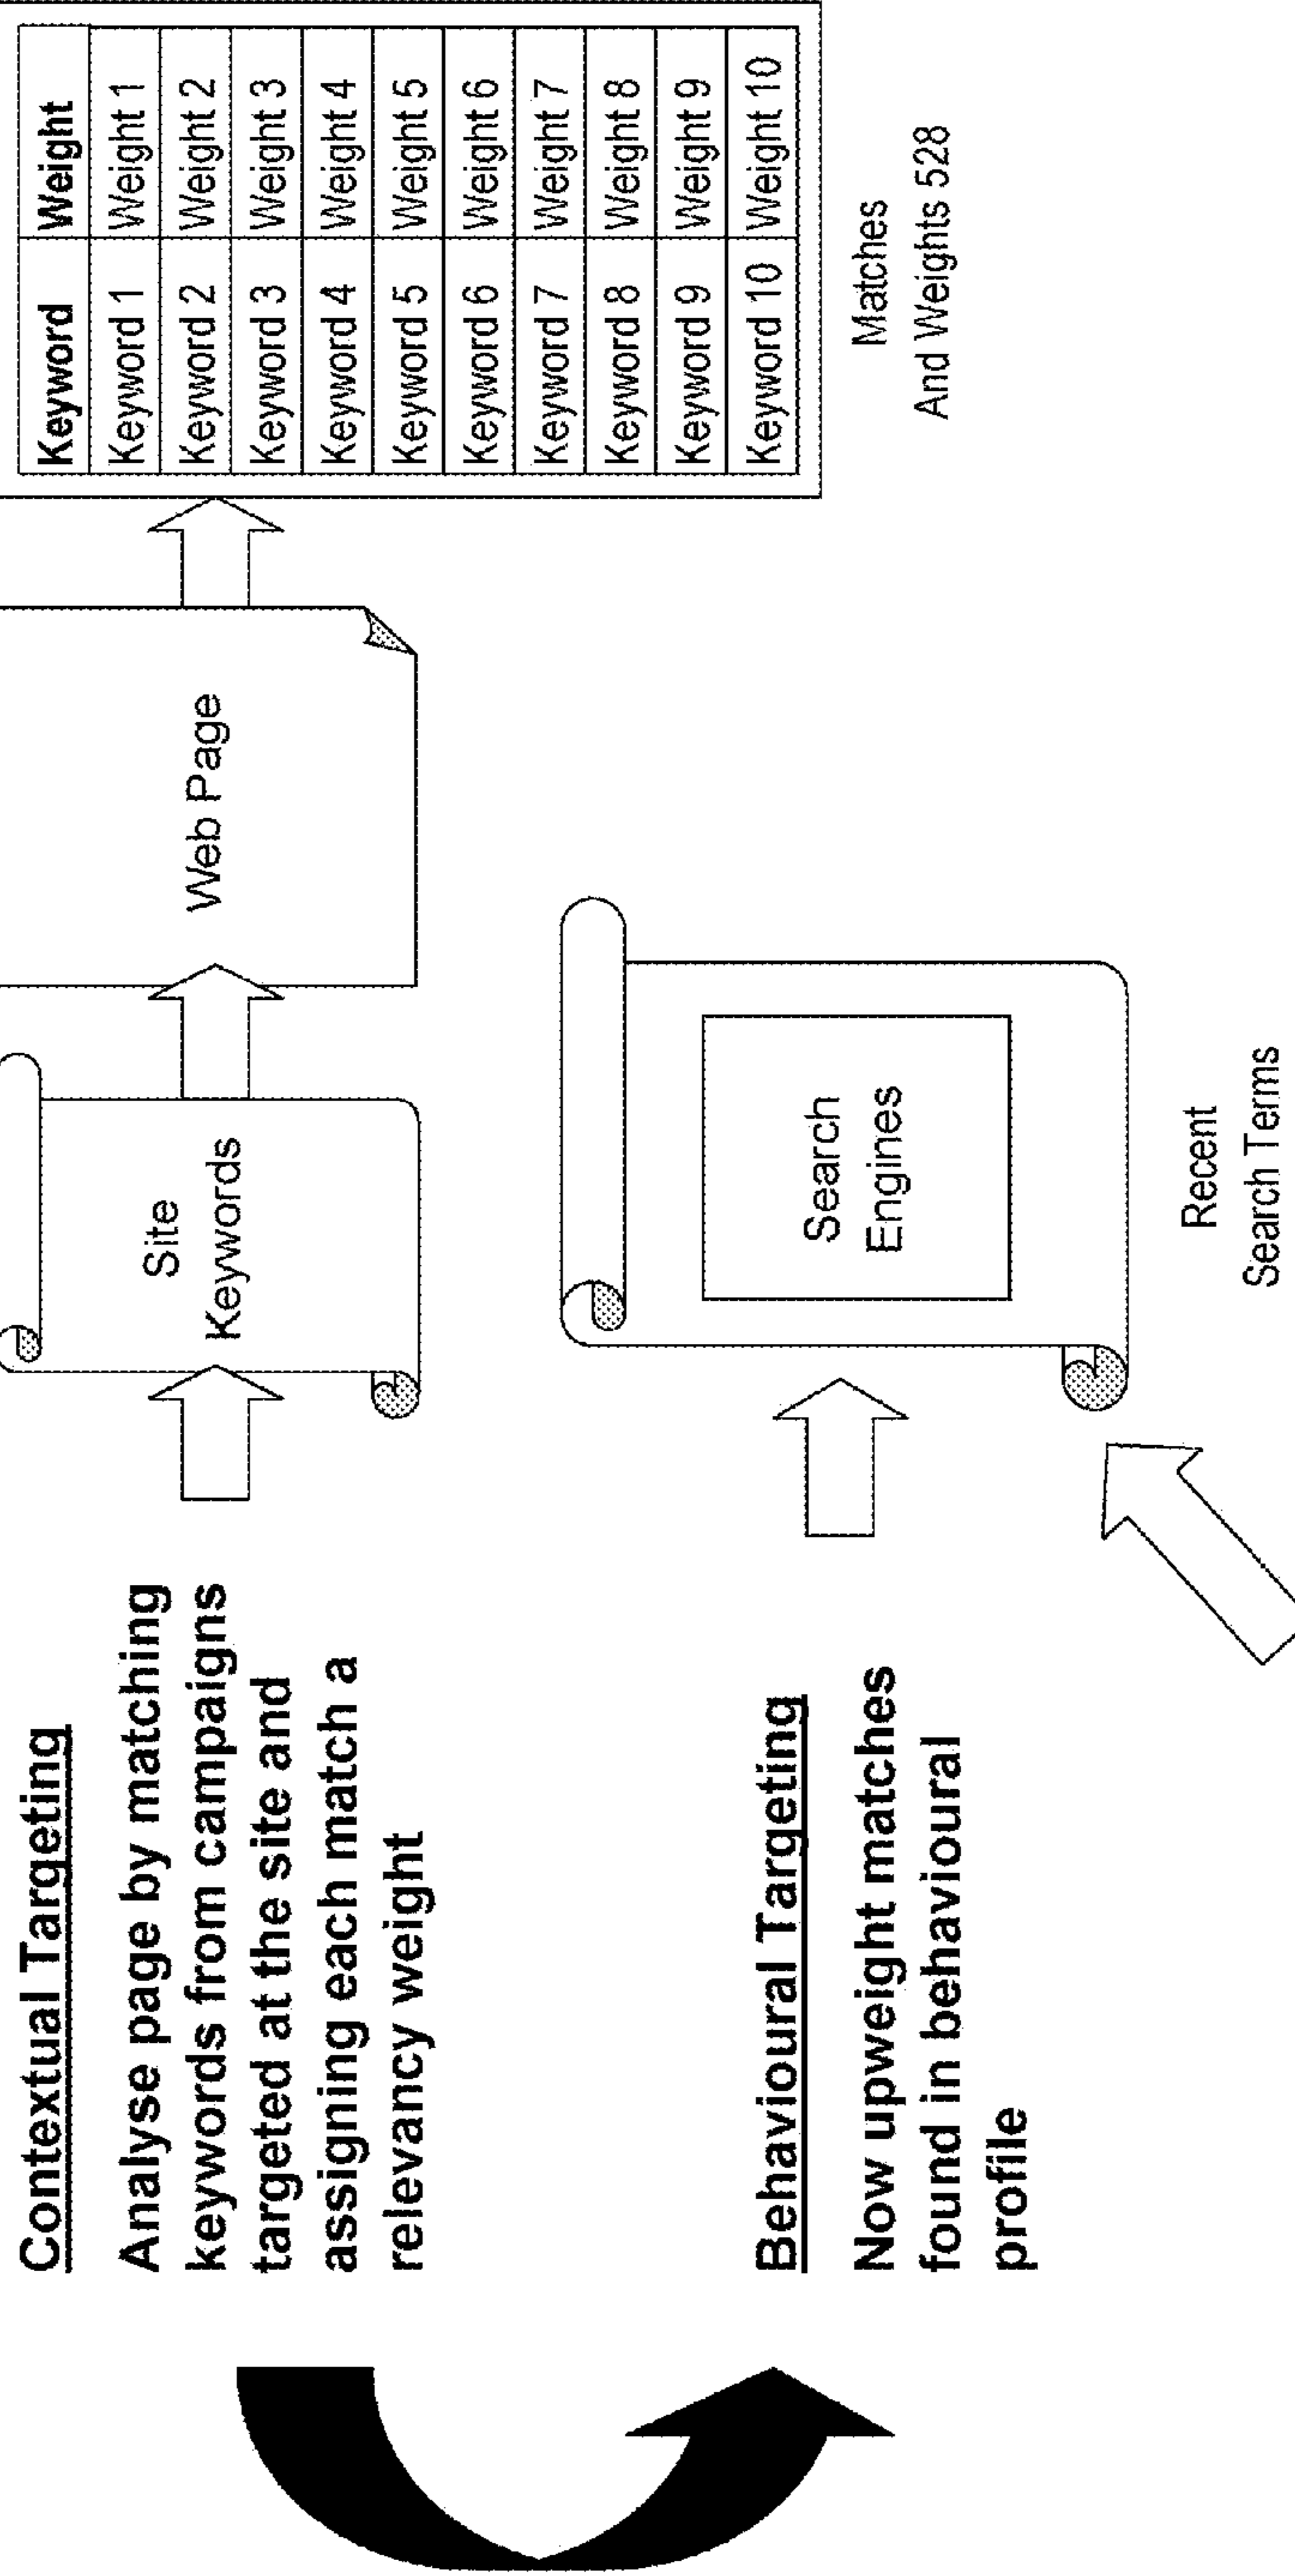 Contextual Targeting
Analyse page by matching
keywords from campaigns
targeted at the site and
assigning each match a
relevancy weight
Site
Keywords
Web Page
Keyword Weight
Keyword 1 Weight 1
Keyword 2 Weight 2
Keyword 3 Weight 3
Keyword 4 Weight 4
Keyword 5 Weight 5
Keyword 6 Weight 6
Keyword 7 Weight 7
Keyword 8 Weight 8
Keyword 9 Weight 9
Keyword 10 Weight 10
Matches
And Weights 528
Behavioural Targeting
Now upweight matches
found in behavioural
profile
Search
Engines
Recent
Search Terms